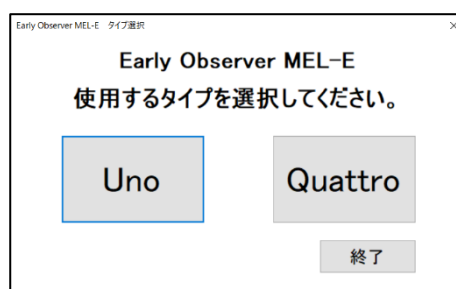 Early Observer MEL-E　タイプ選択
Early Observer MEL-E
使用するタイプを選択してください。
Uno
Quattro
終了